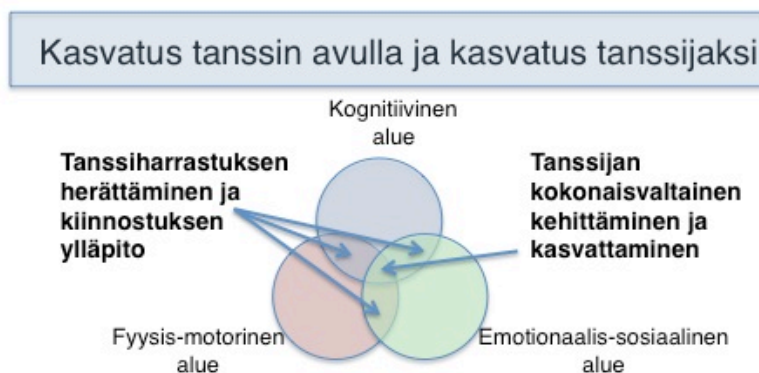 Kasvatus tanssin avulla ja kasvatus tanssijaksi
Kognitiivinen
alue
Tanssiharrastuksen
herättäminen ja
kiinnostuksen
ylläpito
Tanssijan
kokonaisvaltainen
kehittäminen ja
kasvattaminen
Fyysis-motorinen
alue
Emotionaalis-sosiaalinen
alue